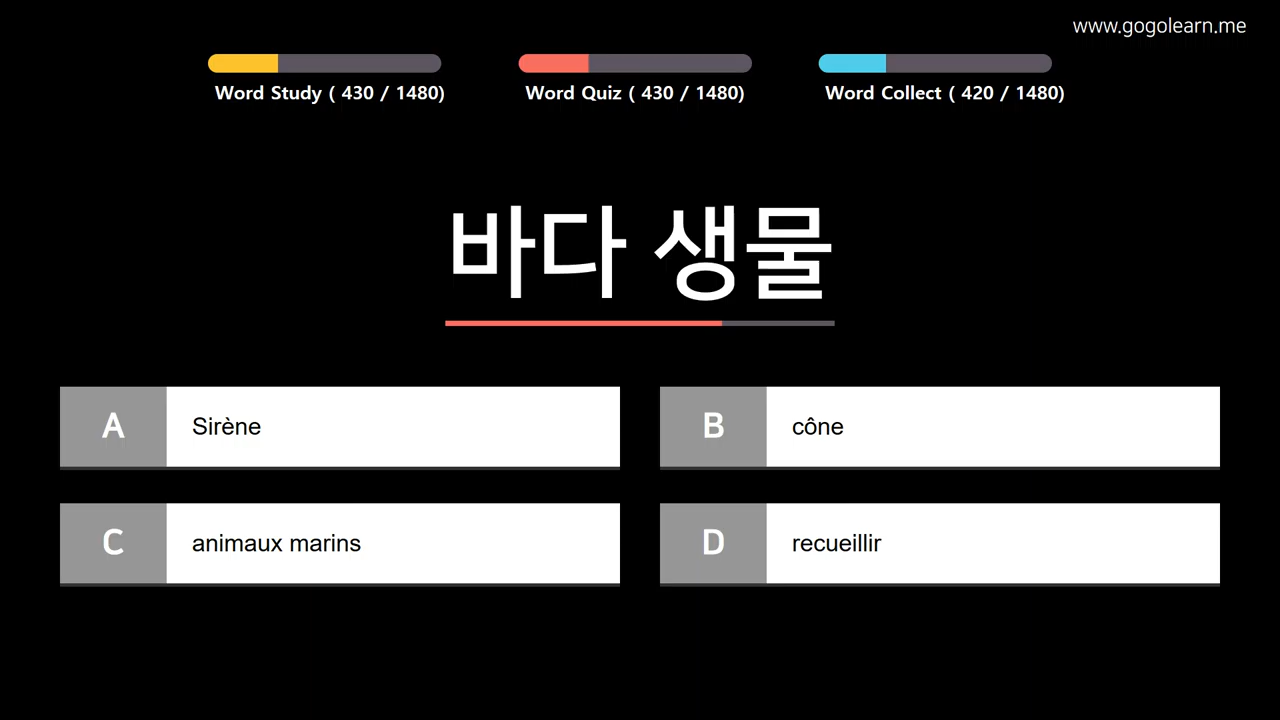 www.gogolearn.me
Word Study ( 430 / 1480)
Word Quiz ( 430 / 1480)
Word Collect ( 420 / 1480)
바다 생물
A Sirène
B cône
C animaux marins
D recueillir